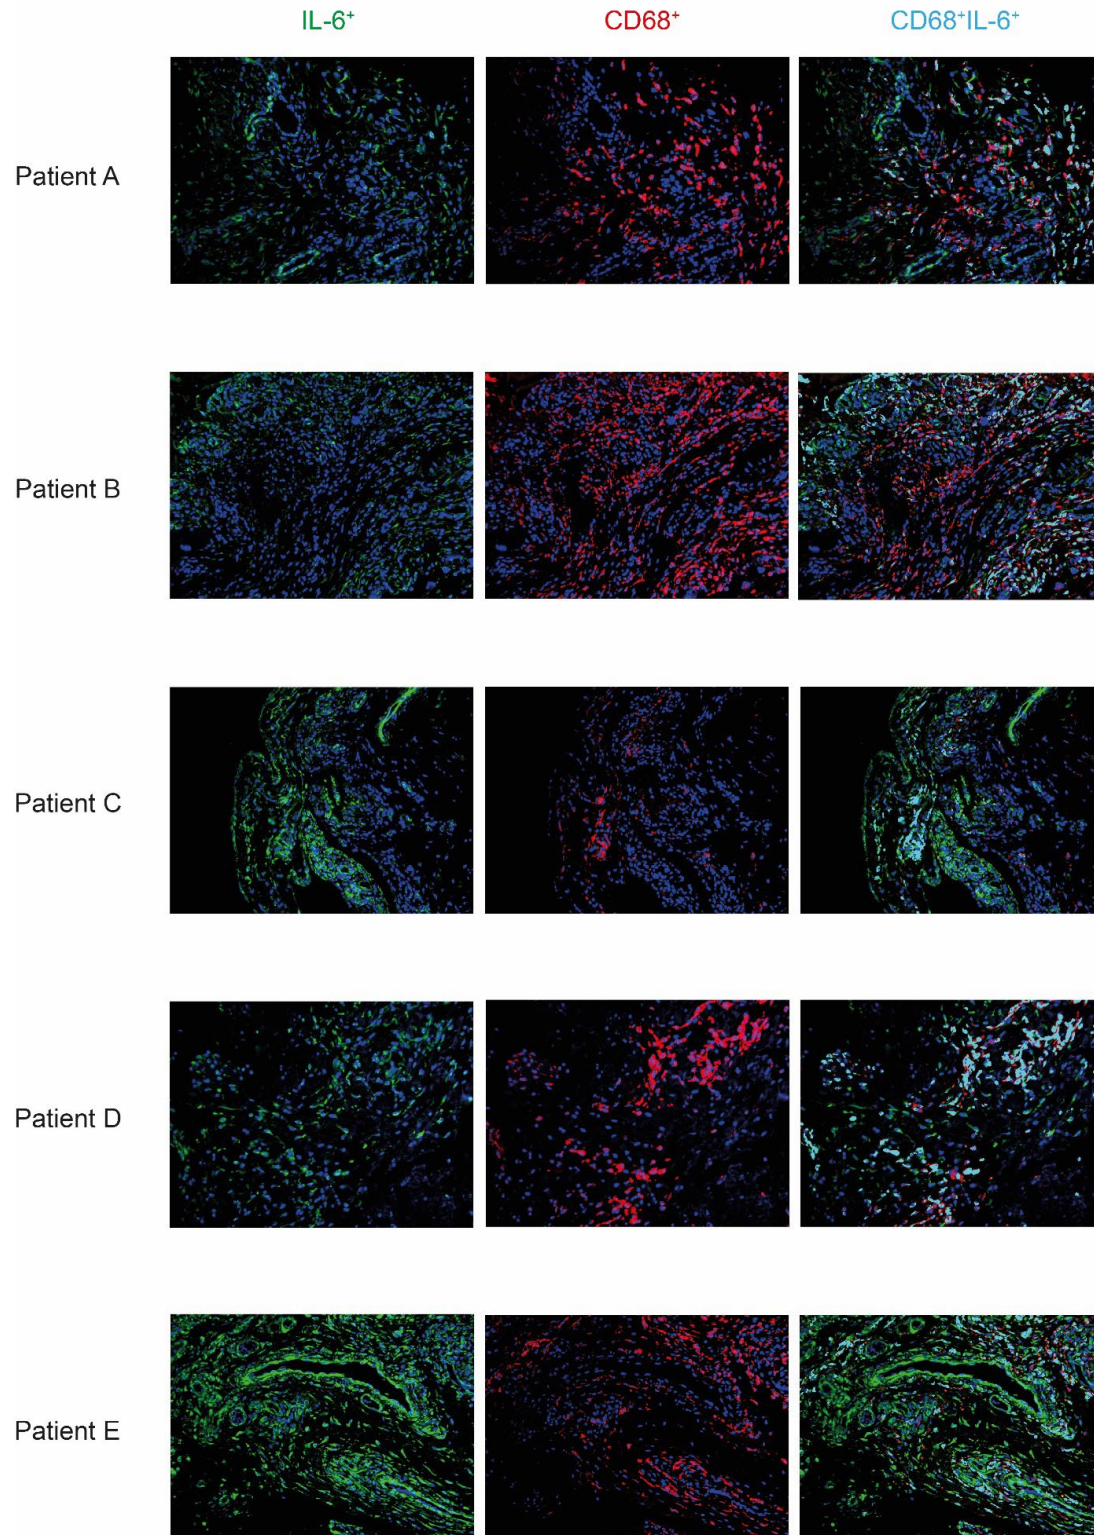 IL-6⁺ CD68⁺ CD68⁺IL-6⁺
Patient A
Patient B
Patient C
Patient D
Patient E